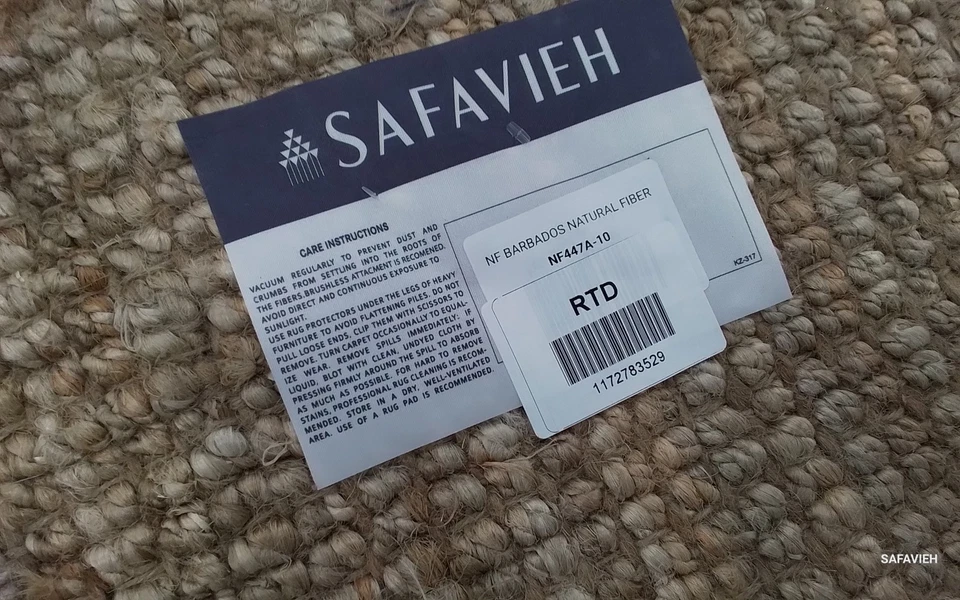 SAFAVIEH
CARE INSTRUCTIONS
VACUUM REGULARLY TO PREVENT DUST AND
CRUMBS FROM SETTLING INTO THE ROOTS OF
THE FIBERS.BRUSHLESS ATTACMENT IS RECOMENED.
AVOID DIRECT AND CONTINUOUS EXPOSURE TO
SUNLIGHT.
USE RUG PROTECTORS UNDER THE LEGS OF HEAVY
FURNITURE TO AVOID FLATTENING PILES. DO NOT
PULL LOOSE ENDS, CLIP THEM WITH SCISSORS TO
REMOVE. TURN CARPET OCCASIONALLY TO EQUAL-
IZE WEAR. REMOVE SPILLS IMMEDIATELY: IF
LIQUID, BLOT WITH CLEAN, UNDYED CLOTH BY
PRESSING FIRMLY AROUND THE SPILL TO ABSORB
AS MUCH AS POSSIBLE. FOR HARD TO REMOVE
STAINS, PROFESSIONAL RUG CLEANING IS RECOM-
MENDED. STORE IN A DRY, WELL-VENTILATED
AREA. USE OF A RUG PAD IS RECOMMENDED.
NF BARBADOS NATURAL FIBER
NF447A-10
RTD
1172783529
KZ-317
SAFAVIEH